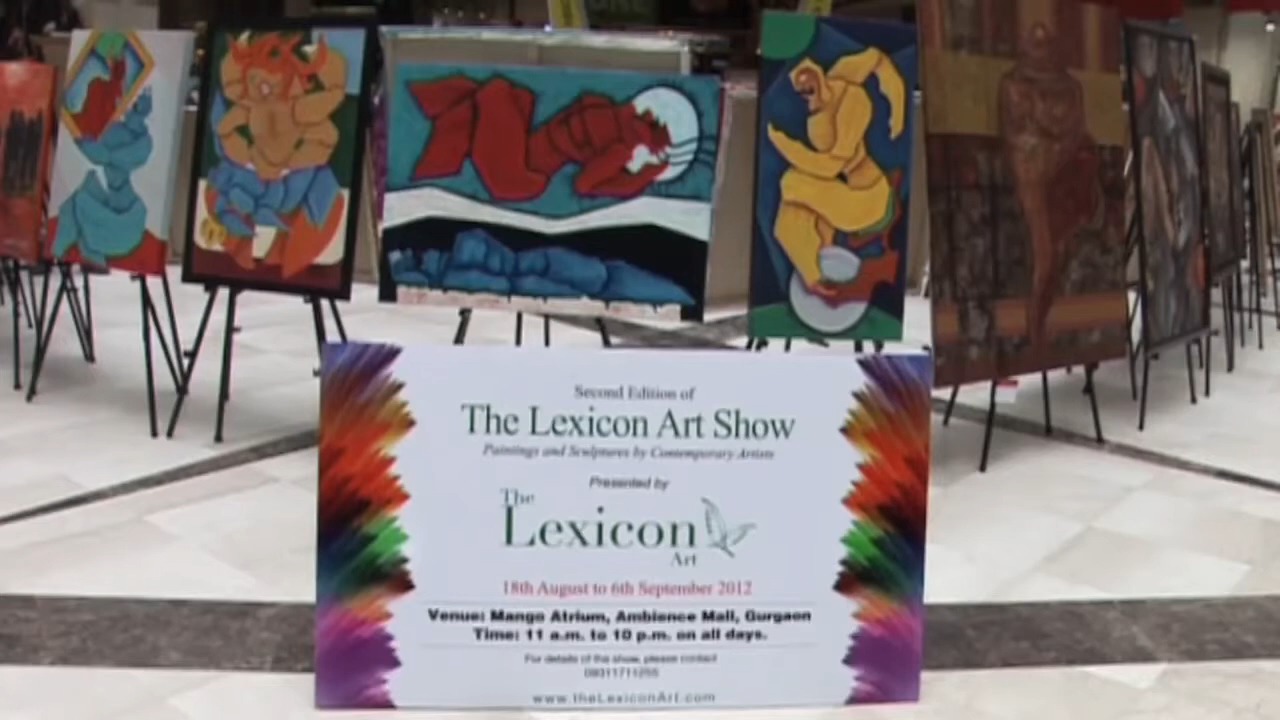 Second Edition of
The Lexicon Art Show
Paintings and Sculptures by Contemporary Artists
Presented by
The
Lexicon
Art
18th August to 6th September 2012
Venue: Mango Atrium, Ambience Mall, Gurgaon
Time: 11 a.m. to 10 p.m. on all days.
For details of the show, please contact
www.theLexiconArt.com